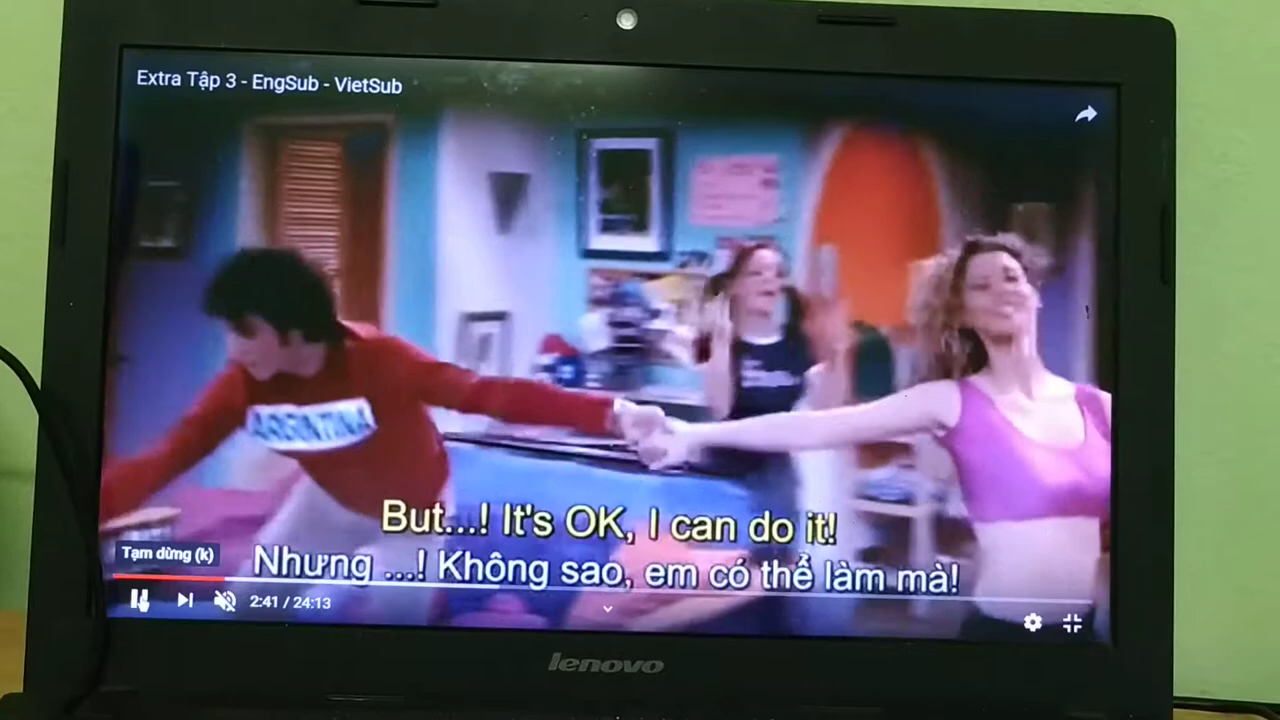 Extra Tập 3 - EngSub - VietSub
ARGENTINA
But...! It's OK, I can do it!
Tạm dừng (k)
Nhưng ...! Không sao, em có thể làm mà!
2:41 / 24:13
lenovo